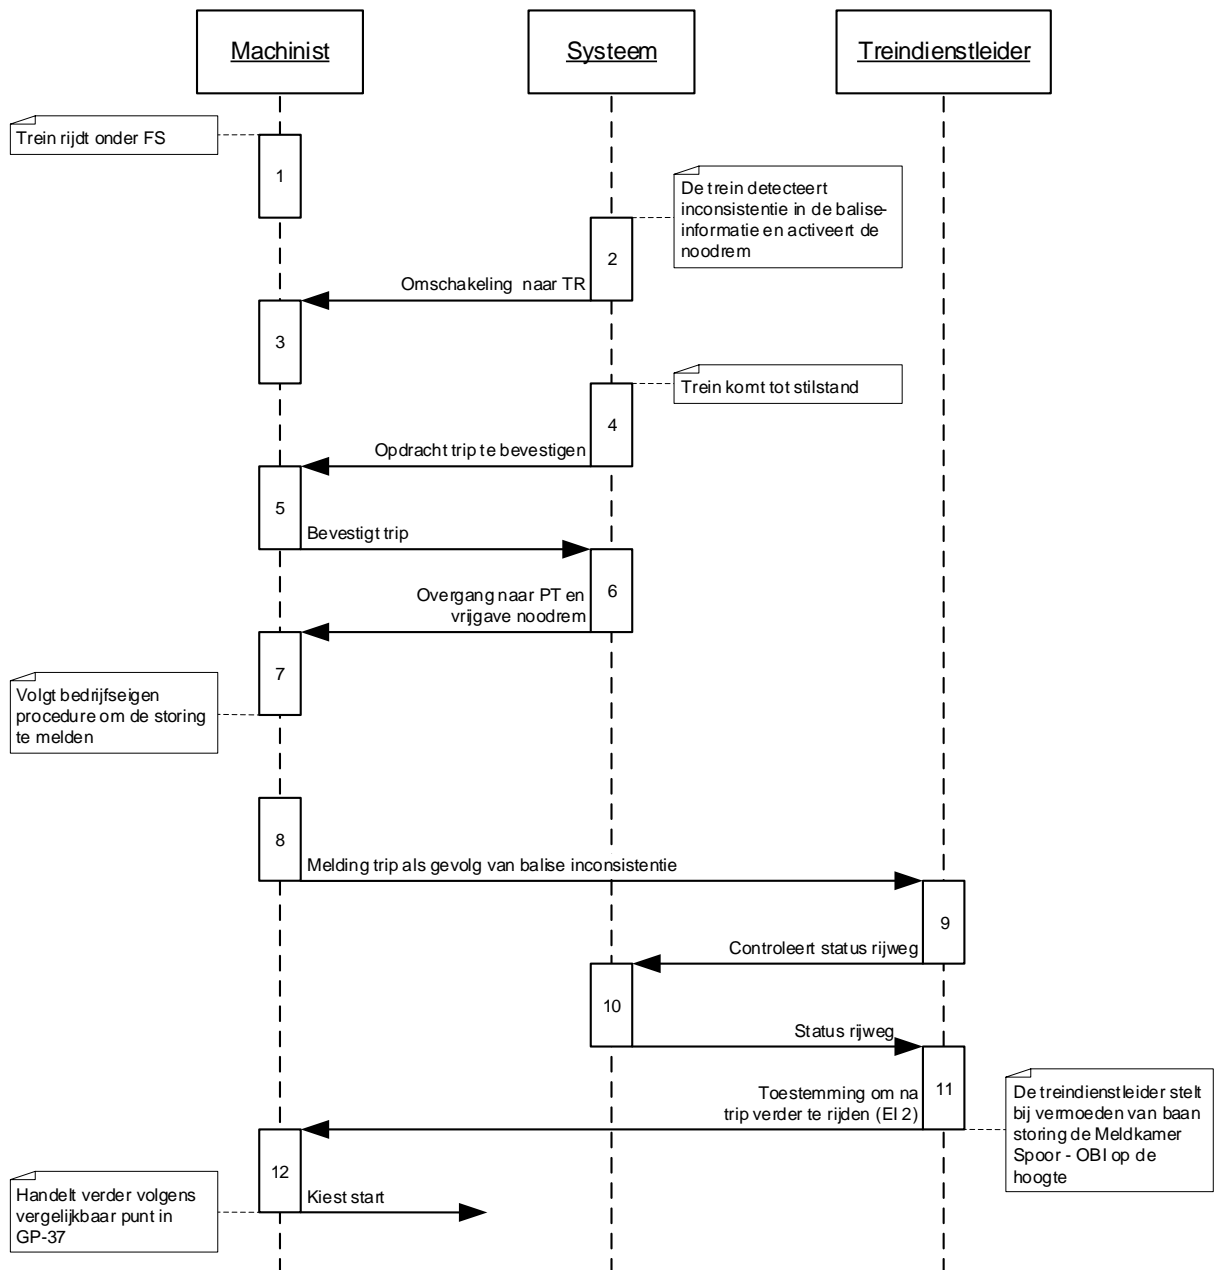 Machinist
Systeem
Treindienstleider
Trein rijdt onder FS
1
De trein detecteert
inconsistentie in de balise-
informatie en activeert de
noodrem
2
Omschakeling naar TR
3
Trein komt tot stilstand
4
Opdracht trip te bevestigen
5
Bevestigt trip
6
Overgang naar PT en
vrijgave noodrem
7
Volgt bedrijfseigen
procedure om de storing
te melden
8
Melding trip als gevolg van balise inconsistentie
9
Controleert status rijweg
10
Status rijweg
11
Toestemming om na
trip verder te rijden (EI 2)
De treindienstleider stelt
bij vermoeden van baan
storing de Meldkamer
Spoor - OBI op de
hoogte
12
Kiest start
Handelt verder volgens
vergelijkbaar punt in
GP-37